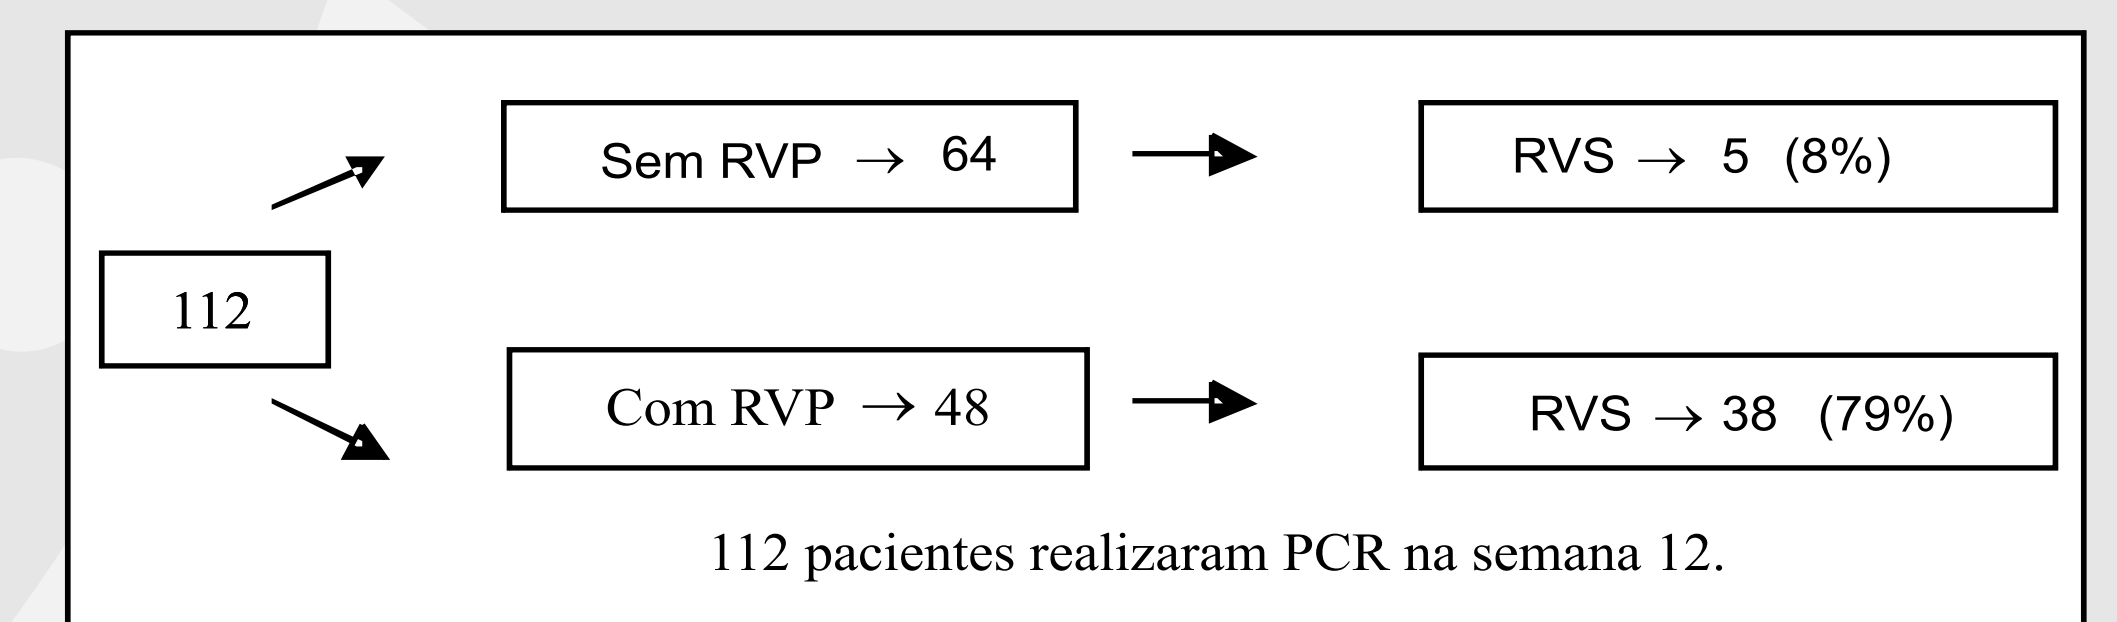 Sem RVP → 64
RVS → 5 (8%)
112
Com RVP → 48
RVS → 38 (79%)
112 pacientes realizaram PCR na semana 12.